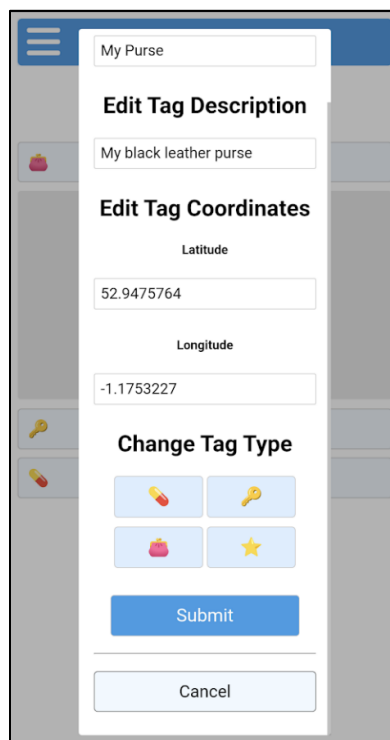 My Purse
Edit Tag Description
My black leather purse
Edit Tag Coordinates
Latitude
52.9475764
Longitude
-1.1753227
Change Tag Type
Submit
Cancel